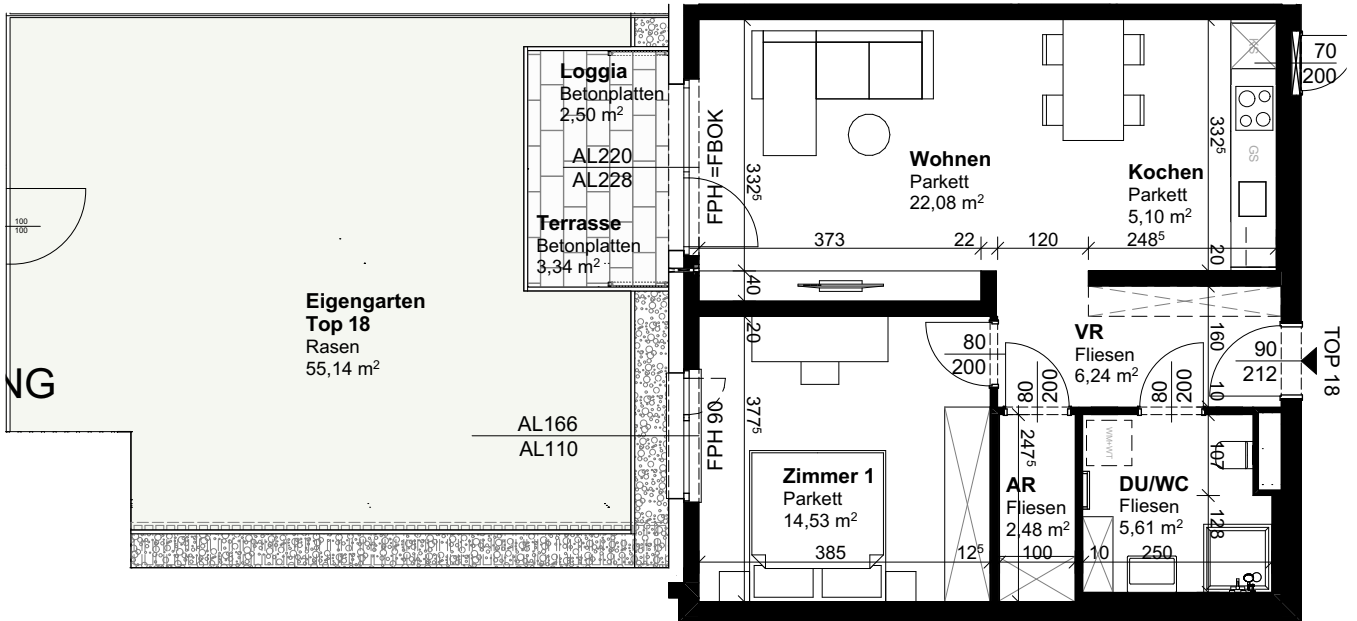 Loggia
Betonplatten
2,50 m²
AL220
AL228
Terrasse
Betonplatten
3,34 m²
Eigengarten
Top 18
Rasen
55,14 m²
NG
100
100
AL166
AL110
FPH =FBOK
FPH 90
332⁵
373
22
120
248⁵
40
20
Wohnen
Parkett
22,08 m²
Kochen
Parkett
5,10 m²
KS
GS
332⁵
20
70
200
VR
Fliesen
6,24 m²
160
10
90
212
TOP 18
80
200
80
200
80
200
377⁵
Zimmer 1
Parkett
14,53 m²
385
12⁵
247⁵
AR
Fliesen
2,48 m²
100
10
WM+WT
DU/WC
Fliesen
5,61 m²
250
107
128